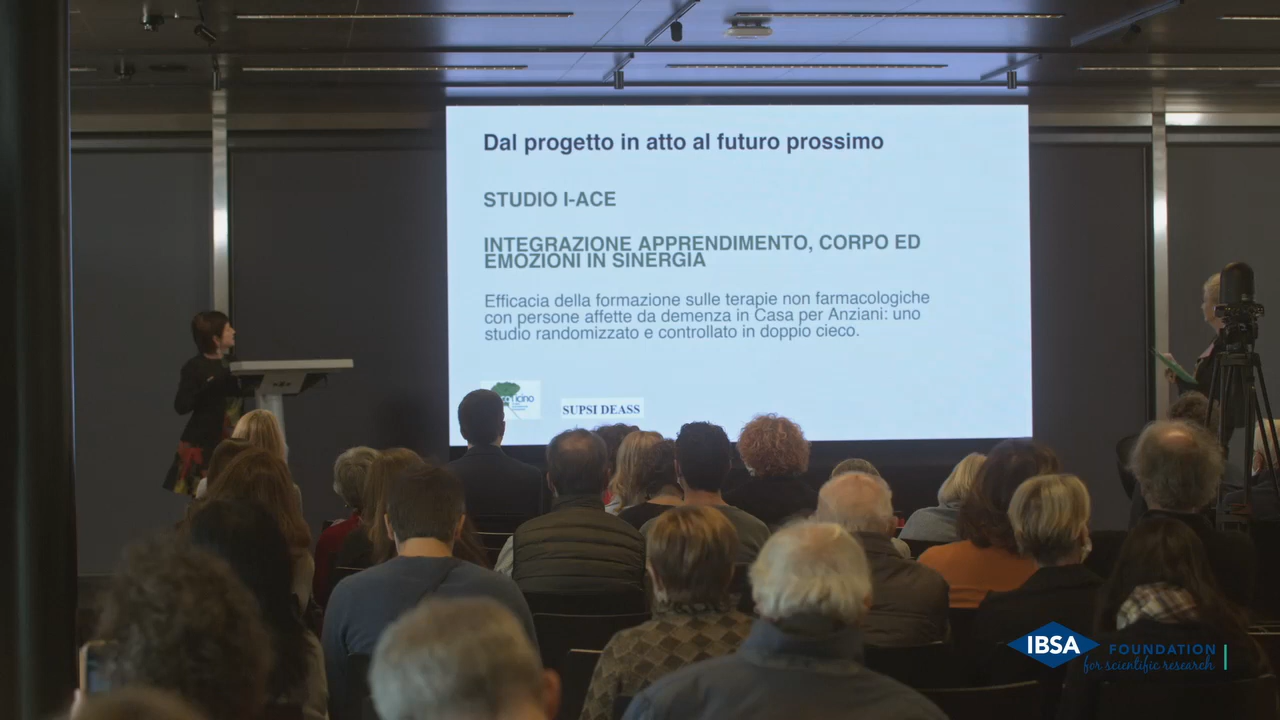 Dal progetto in atto al futuro prossimo
STUDIO I-ACE
INTEGRAZIONE APPRENDIMENTO, CORPO ED
EMOZIONI IN SINERGIA
Efficacia della formazione sulle terapie non farmacologiche
con persone affette da demenza in Casa per Anziani: uno
studio randomizzato e controllato in doppio cieco.
SUPSI DEASS
IBSA FOUNDATION
for scientific research